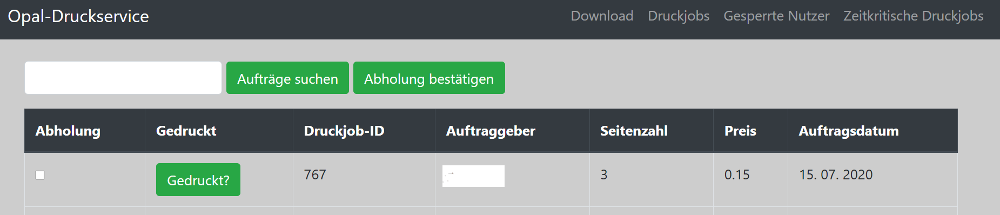 Opal-Druckservice Download Druckjobs Gesperrte Nutzer Zeitkritische Druckjobs
Aufträge suchen Abholung bestätigen
Abholung Gedruckt Druckjob-ID Auftraggeber Seitenzahl Preis Auftragsdatum
Gedruckt? 767 3 0.15 15. 07. 2020